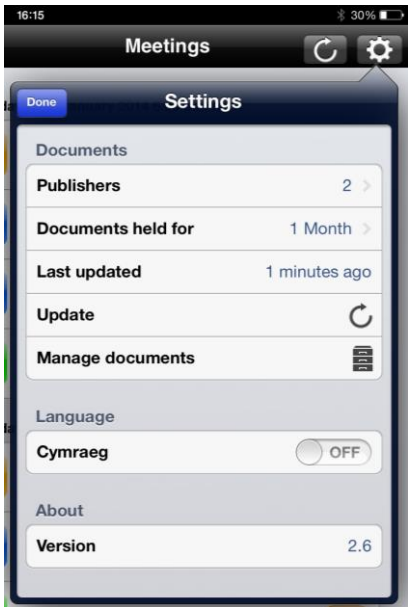 16:15 30%
Meetings
Done Settings
Documents
Publishers 2
Documents held for 1 Month
Last updated 1 minutes ago
Update
Manage documents
Language
Cymraeg OFF
About
Version 2.6